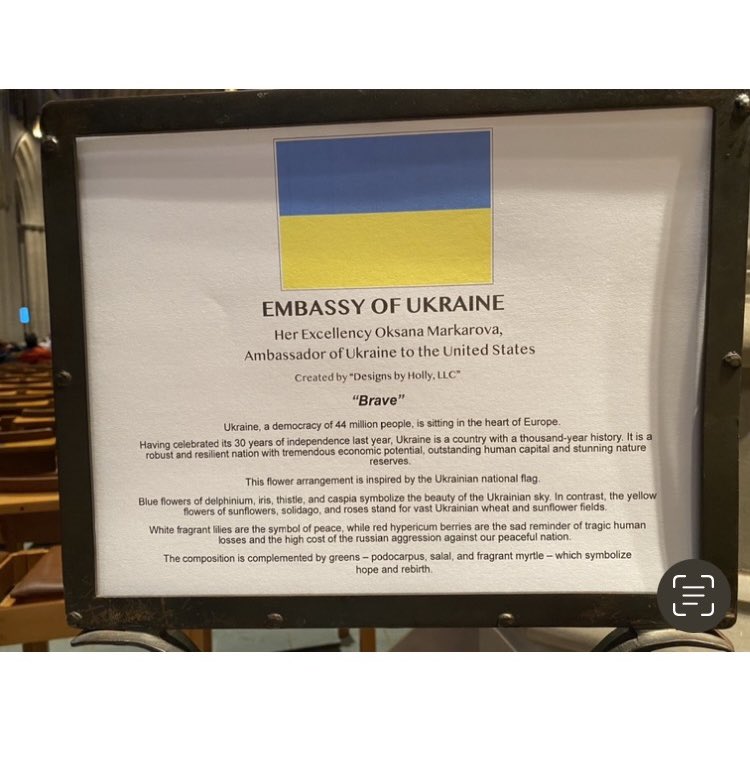 EMBASSY OF UKRAINE
Her Excellency Oksana Markarova,
Ambassador of Ukraine to the United States
Created by "Designs by Holly, LLC"
“Brave”
Ukraine, a democracy of 44 million people, is sitting in the heart of Europe.
Having celebrated its 30 years of independence last year, Ukraine is a country with a thousand-year history. It is a
robust and resilient nation with tremendous economic potential, outstanding human capital and stunning nature
reserves.
This flower arrangement is inspired by the Ukrainian national flag.
Blue flowers of delphinium, iris, thistle, and caspia symbolize the beauty of the Ukrainian sky. In contrast, the yellow
flowers of sunflowers, solidago, and roses stand for vast Ukrainian wheat and sunflower fields.
White fragrant lilies are the symbol of peace, while red hypericum berries are the sad reminder of tragic human
losses and the high cost of the russian aggression against our peaceful nation.
The composition is complemented by greens – podocarpus, salal, and fragrant myrtle – which symbolize
hope and rebirth.